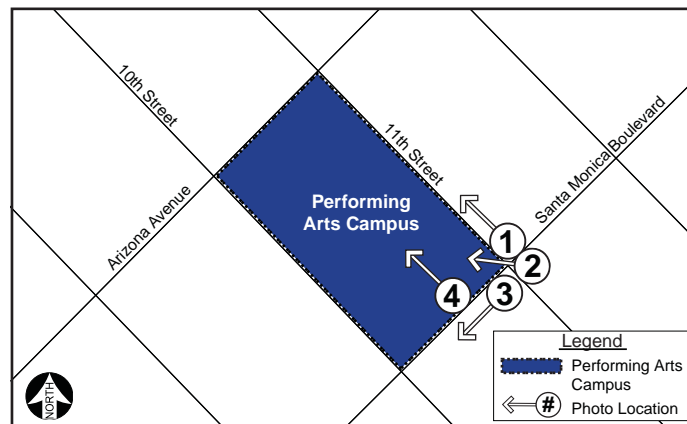 10th Street
11th Street
Santa Monica Boulevard
Arizona Avenue
Performing
Arts Campus
1
2
3
4
NORTH
Legend
Performing Arts
Campus
#
Photo Location